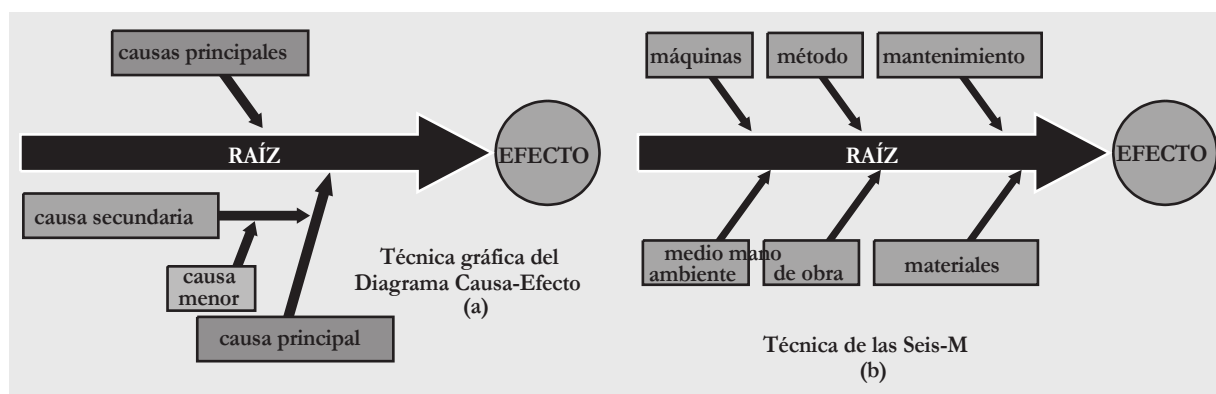 causas principales
RAÍZ
EFECTO
causa secundaria
causa
menor
causa principal
Técnica gráfica del
Diagrama Causa-Efecto
(a)
máquinas
método
mantenimiento
RAÍZ
EFECTO
medio mano
ambiente
de obra
materiales
Técnica de las Seis-M
(b)